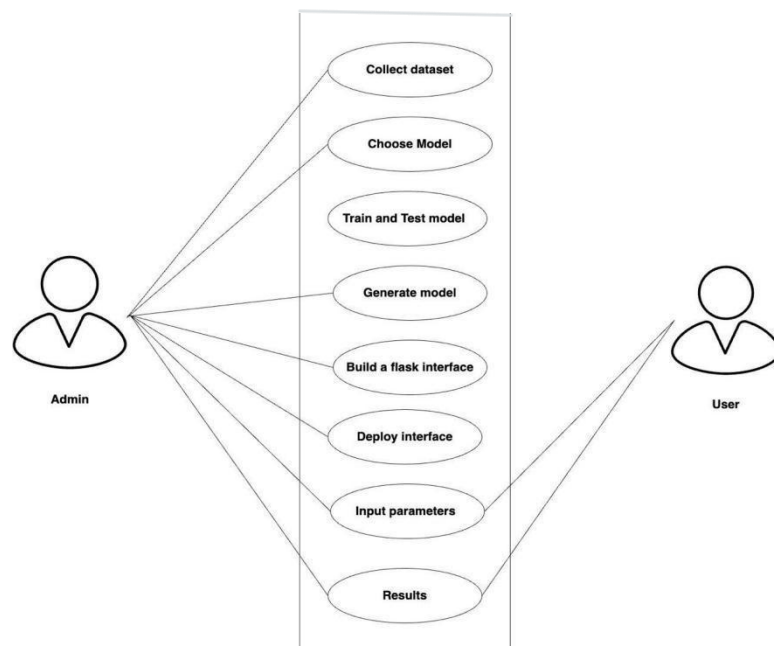 Collect dataset
Choose Model
Train and Test model
Generate model
Build a flask interface
Admin
User
Deploy interface
Input parameters
Results